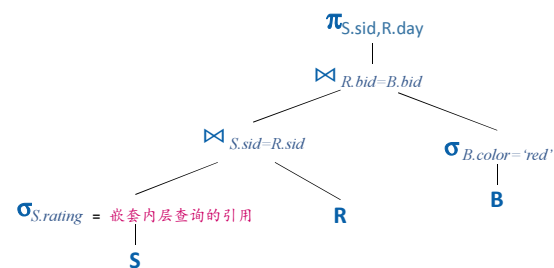 πS.sid,R.day
⋈ R.bid=B.bid
⋈ S.sid=R.sid
σ B.color=‘red’
σS.rating = 嵌套内层查询的引用
R
B
S